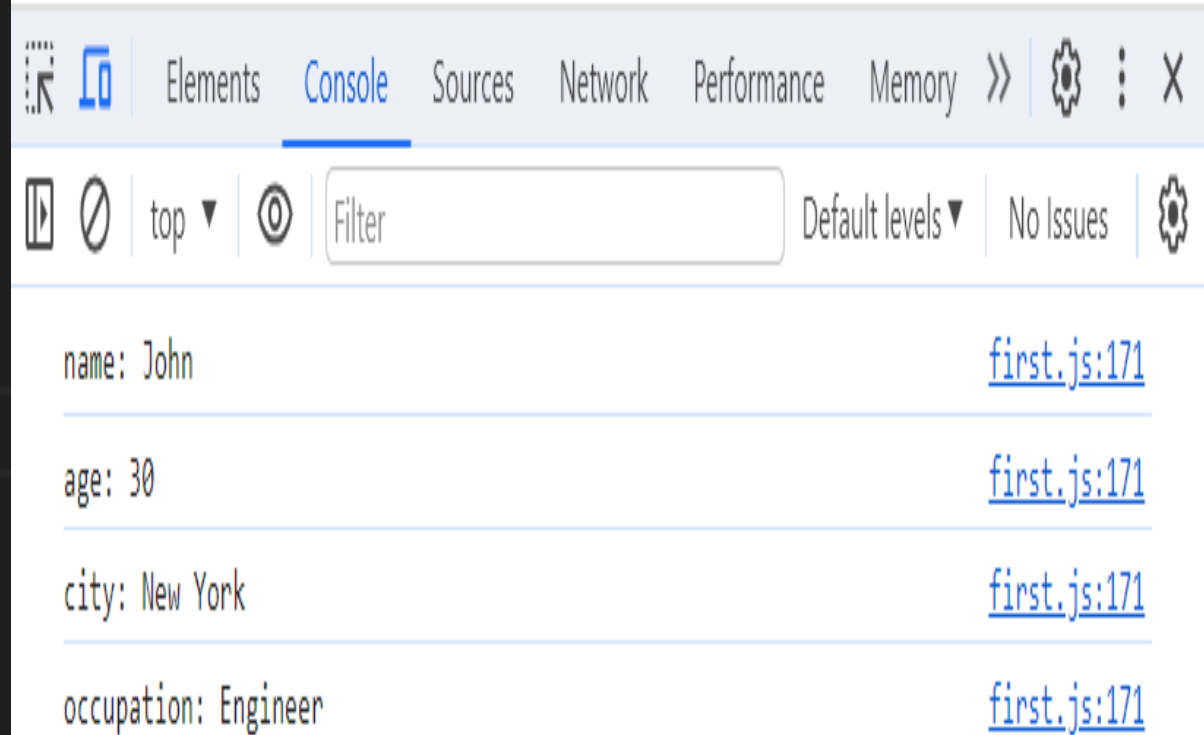 Elements Console Sources Network Performance Memory
top Filter Default levels No Issues
name: John first.js:171
age: 30 first.js:171
city: New York first.js:171
occupation: Engineer first.js:171